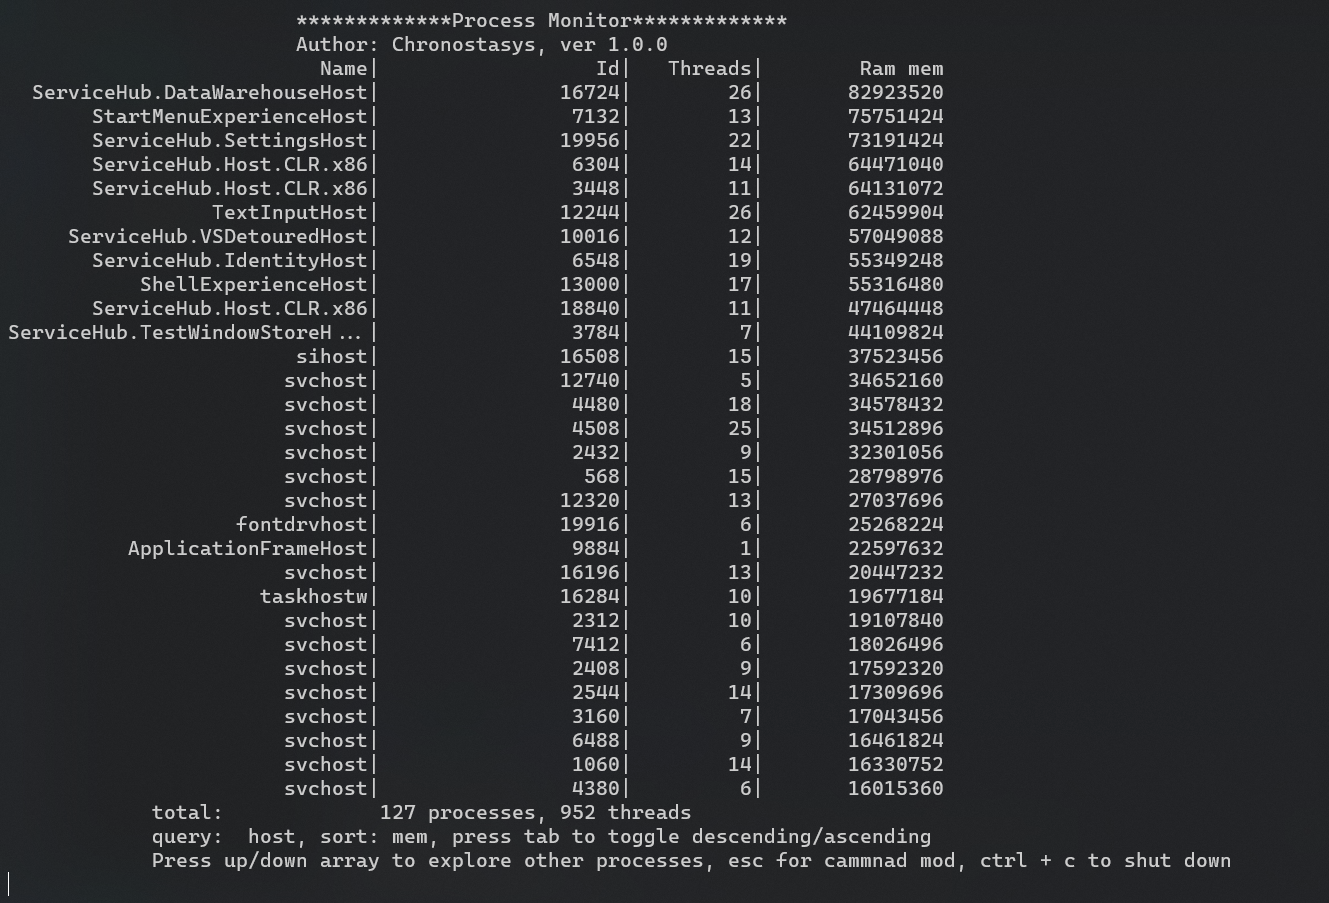 *************Process Monitor*************
Author: Chronostasys, ver 1.0.0
Name| Id| Threads| Ram mem
ServiceHub.DataWarehouseHost| 16724| 26| 82923520
StartMenuExperienceHost| 7132| 13| 75751424
ServiceHub.SettingsHost| 19956| 22| 73191424
ServiceHub.Host.CLR.x86| 6304| 14| 64471040
ServiceHub.Host.CLR.x86| 3448| 11| 64131072
TextInputHost| 12244| 26| 62459904
ServiceHub.VSDetouredHost| 10016| 12| 57049088
ServiceHub.IdentityHost| 6548| 19| 55349248
ShellExperienceHost| 13000| 17| 55316480
ServiceHub.Host.CLR.x86| 18840| 11| 47464448
ServiceHub.TestWindowStoreH...| 3784| 7| 44109824
sihost| 16508| 15| 37523456
svchost| 12740| 5| 34652160
svchost| 4480| 18| 34578432
svchost| 4508| 25| 34512896
svchost| 2432| 9| 32301056
svchost| 568| 15| 28798976
svchost| 12320| 13| 27037696
fontdrvhost| 19916| 6| 25268224
ApplicationFrameHost| 9884| 1| 22597632
svchost| 16196| 13| 20447232
taskhostw| 16284| 10| 19677184
svchost| 2312| 10| 19107840
svchost| 7412| 6| 18026496
svchost| 2408| 9| 17592320
svchost| 2544| 14| 17309696
svchost| 3160| 7| 17043456
svchost| 6488| 9| 16461824
svchost| 1060| 14| 16330752
svchost| 4380| 6| 16015360
total: 127 processes, 952 threads
query: host, sort: mem, press tab to toggle descending/ascending
Press up/down array to explore other processes, esc for cammnad mod, ctrl + c to shut down